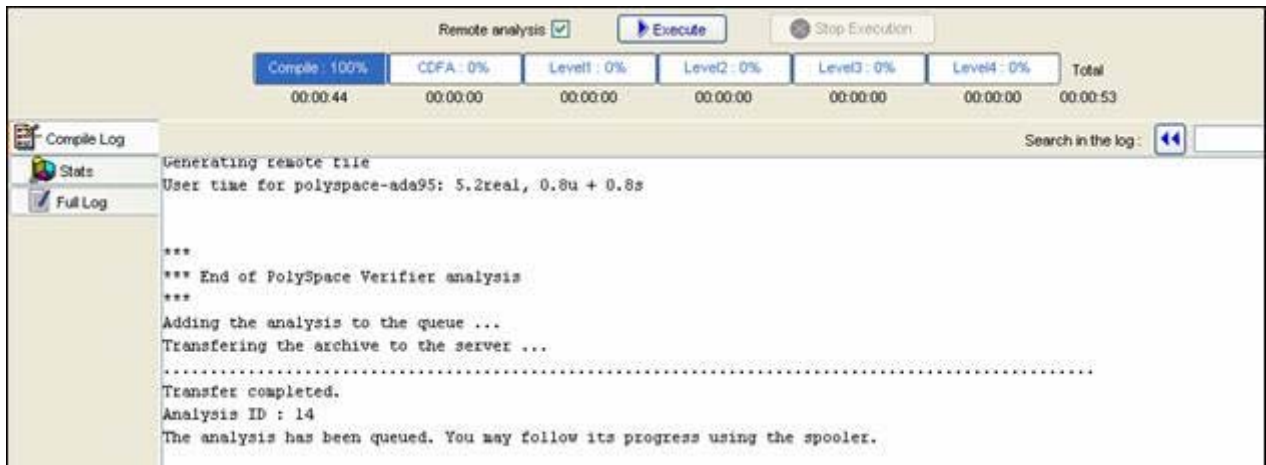 Remote analysis Execute Stop Execution
Compile : 100% CDFA : 0% Level1 : 0% Level2 : 0% Level3 : 0% Level4 : 0% Total
00:00:44 00:00:00 00:00:00 00:00:00 00:00:00 00:00:00 00:00:53
Compile Log
Search in the log :
Stats
Full Log
Generating remote file
User time for polyspace-ada95: 5.2real, 0.8u + 0.8s
***
*** End of PolySpace Verifier analysis
***
Adding the analysis to the queue ...
Transfering the archive to the server ...
....................................................................................................
Transfer completed.
Analysis ID : 14
The analysis has been queued. You may follow its progress using the spooler.